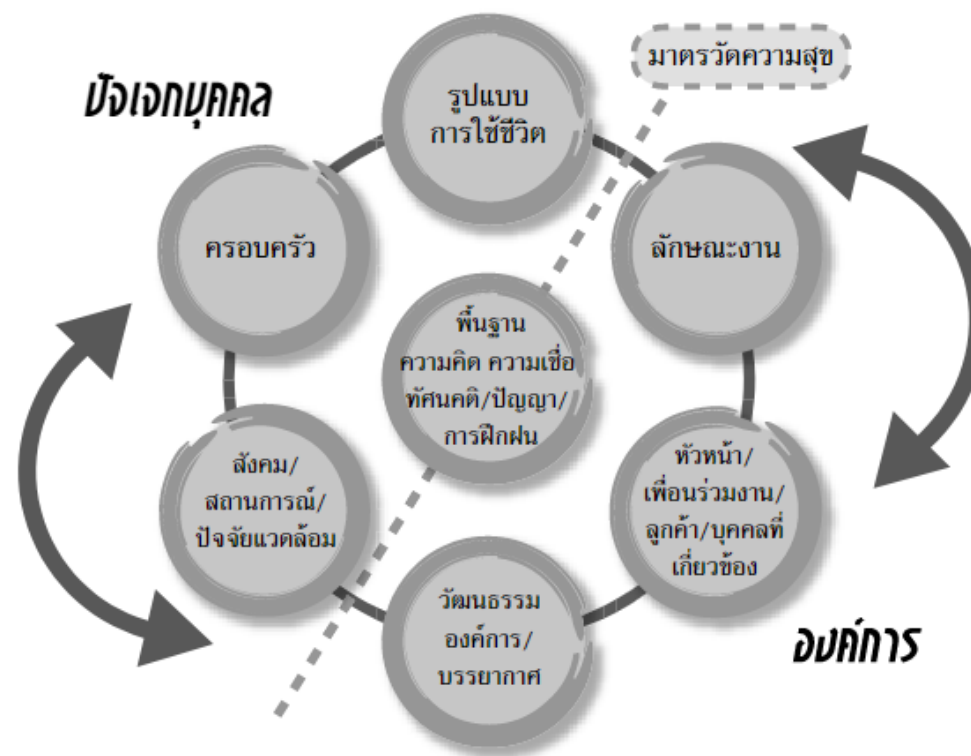 มาตรวัดความสุข
ปัจเจกบุคคล
รูปแบบ
การใช้ชีวิต
ครอบครัว
ลักษณะงาน
พื้นฐาน
ความคิด ความเชื่อ
ทัศนคติ/ปัญญา/
การฝึกฝน
สังคม/
สถานการณ์/
ปัจจัยแวดล้อม
หัวหน้า/
เพื่อนร่วมงาน/
ลูกค้า/บุคคลที่
เกี่ยวข้อง
วัฒนธรรม
องค์การ/
บรรยากาศ
องค์การ